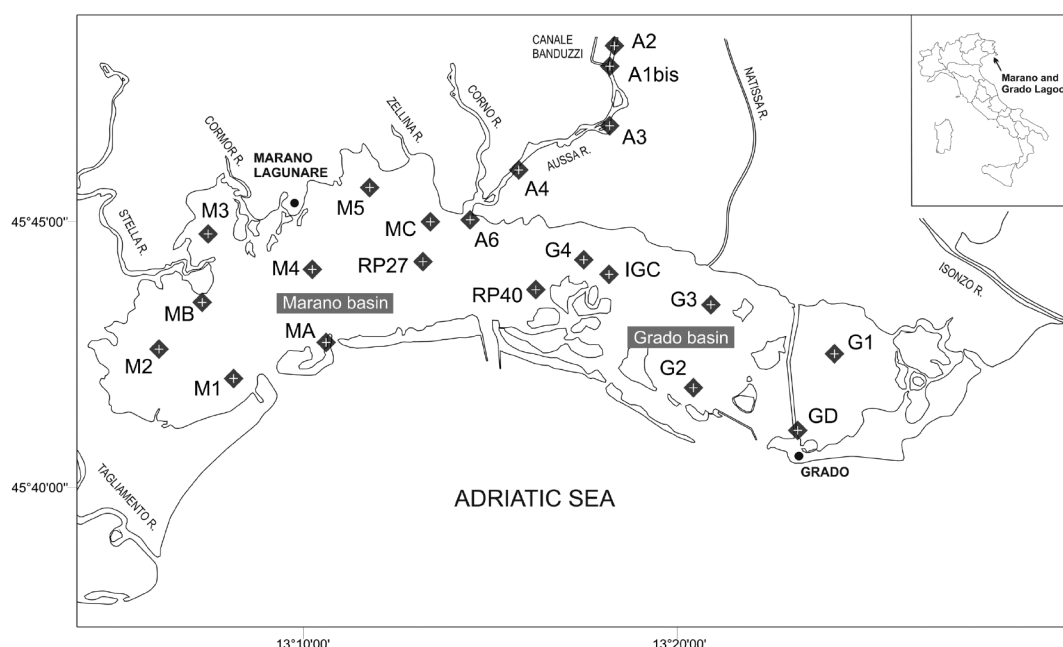 CANALE
BANDUZZI
A2
A1bis
Marano and
Grado Lagoo
NATISSA R.
ZELLINA R.
CORNO R.
A3
CORMOR R.
MARANO
LAGUNARE
AUSSA R.
A4
M5
M3
45°45'00"
STELLA R.
MC
A6
M4
RP27
G4
IGC
ISONZO R.
MB
Marano basin
RP40
G3
MA
Grado basin
G1
M2
M1
G2
GD
GRADO
45°40'00"
TAGLIAMENTO R.
ADRIATIC SEA
13°10'00"
13°20'00"